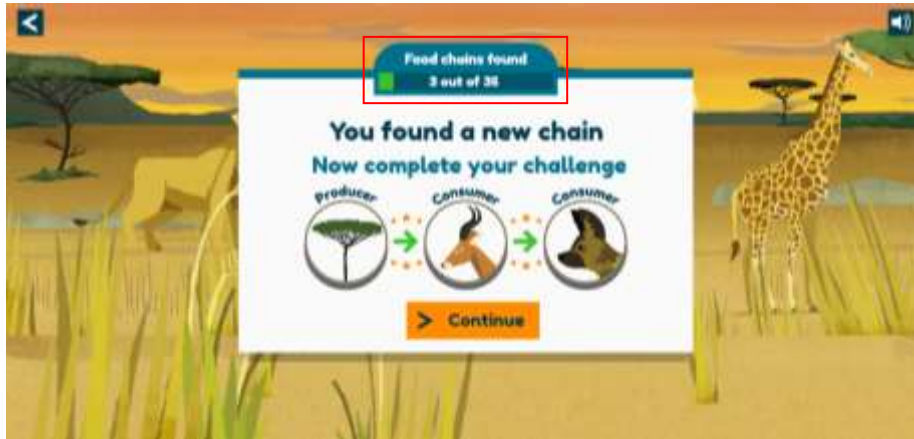 Food chains found
3 out of 36
You found a new chain
Now complete your challenge
Producer
Consumer
Consumer
> Continue